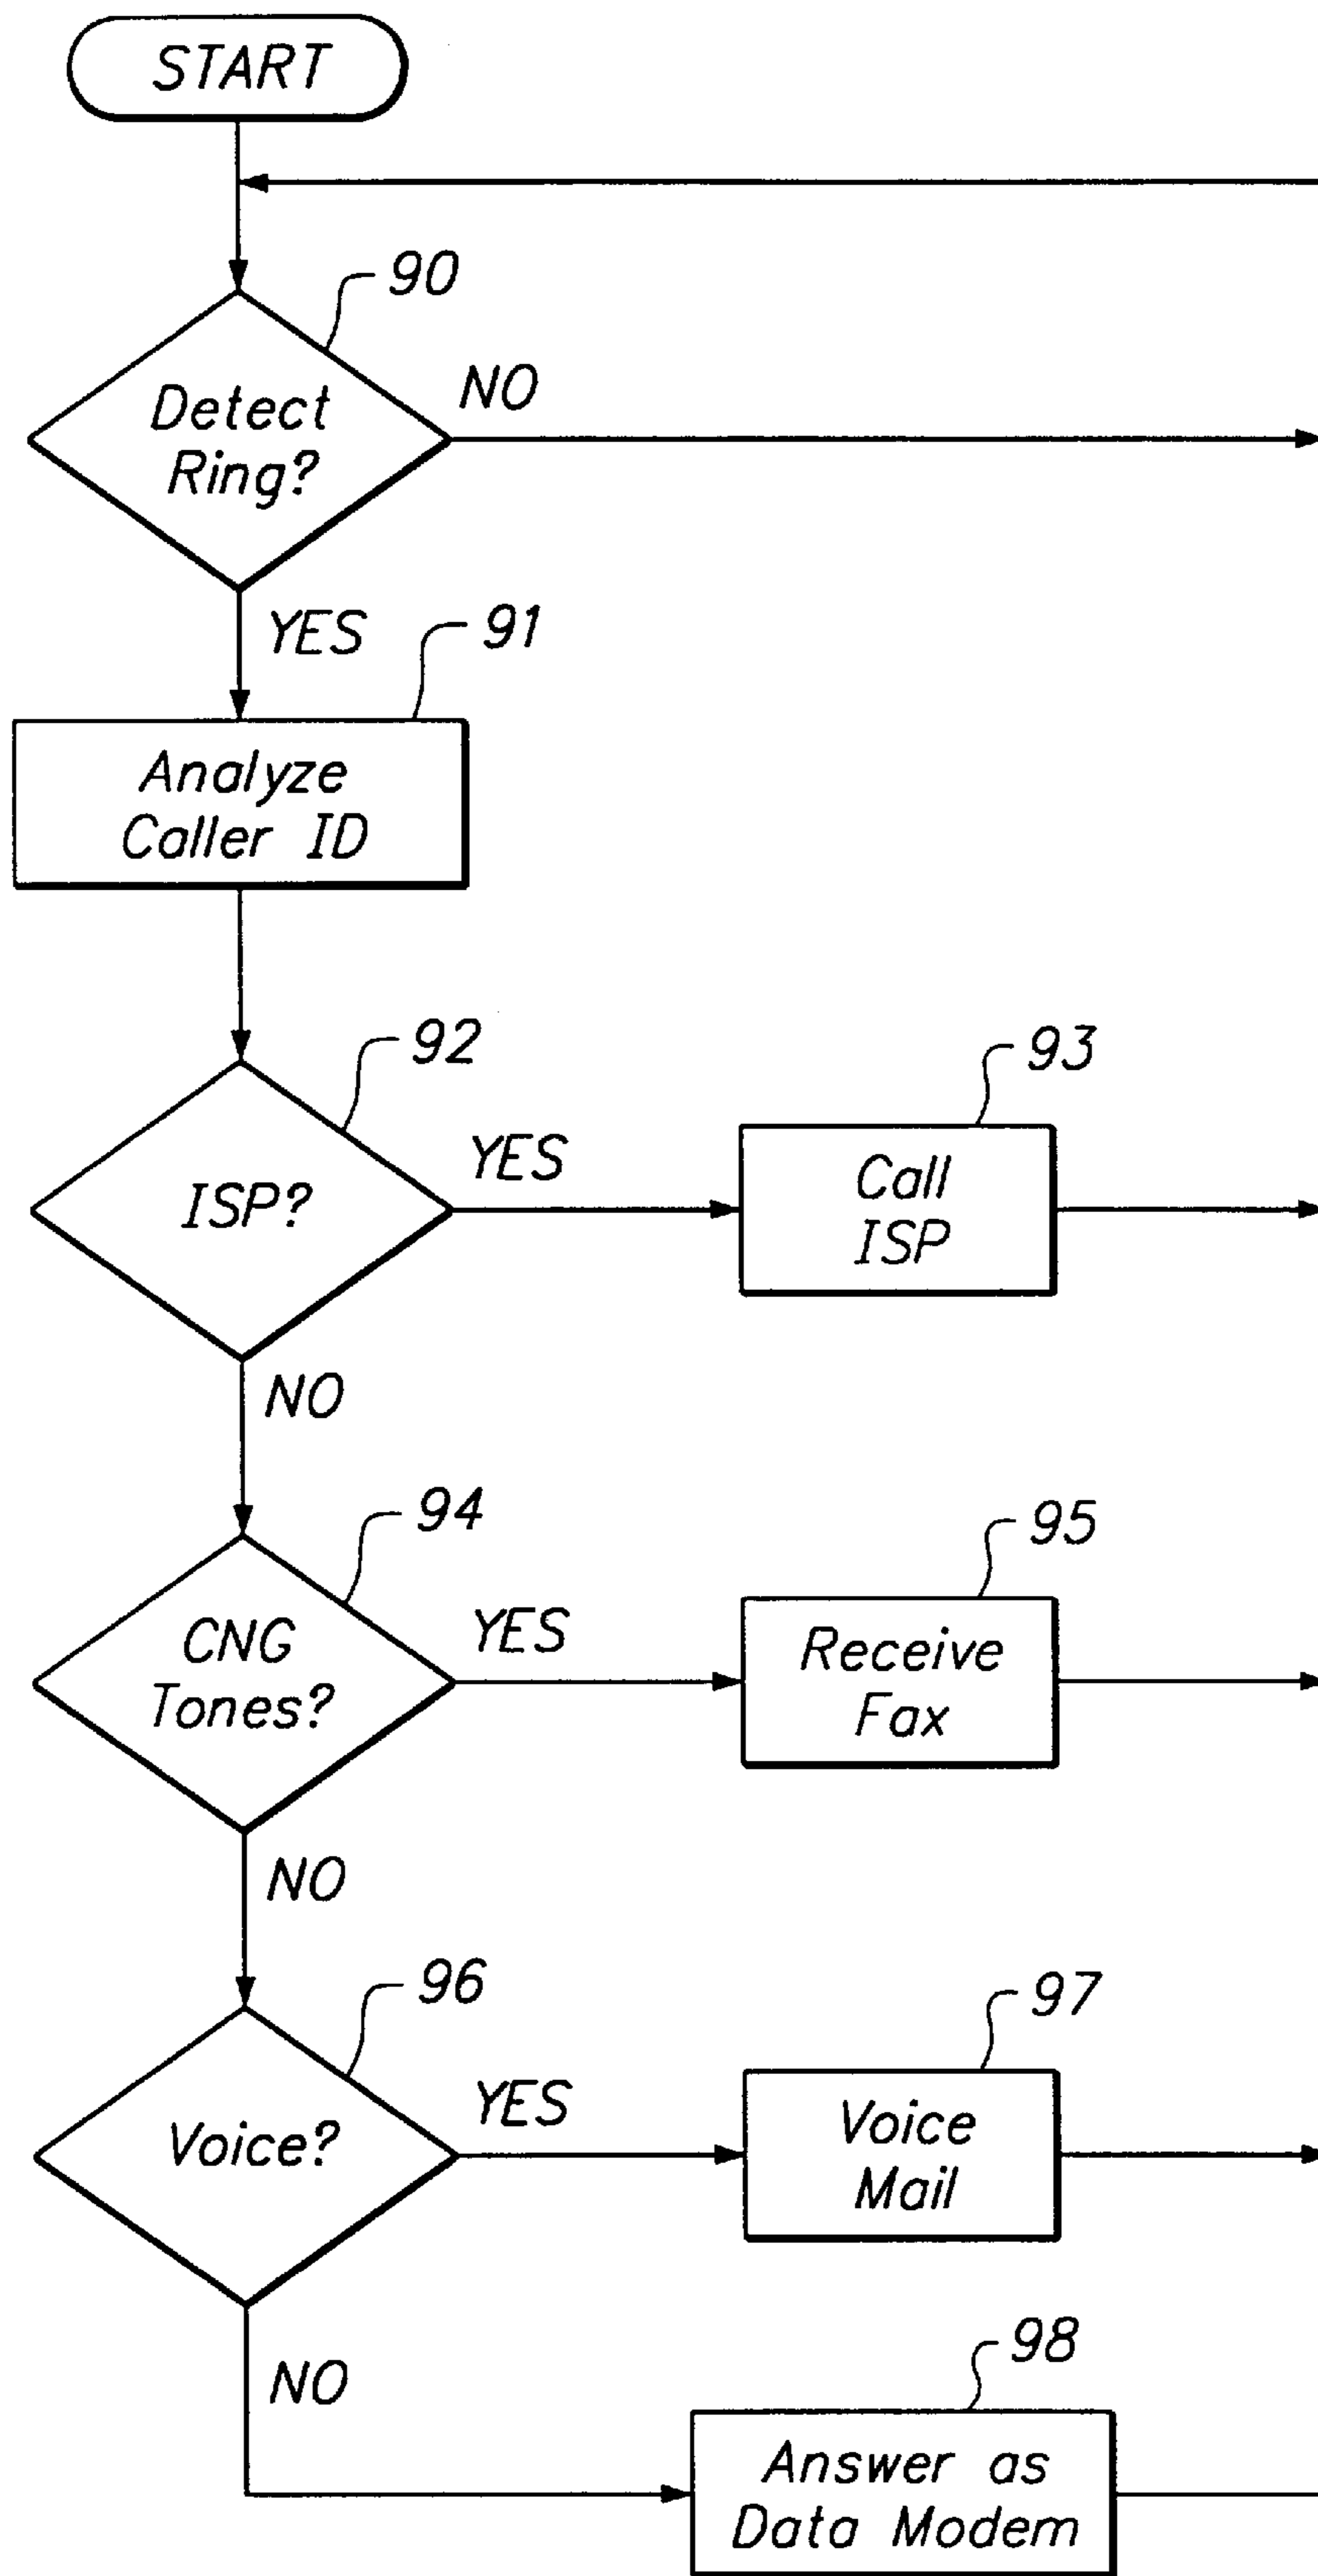 START
90
Detect
Ring?
NO
YES
91
Analyze
Caller ID
92
ISP?
YES
93
Call
ISP
NO
94
CNG
Tones?
YES
95
Receive
Fax
NO
96
Voice?
YES
97
Voice
Mail
NO
98
Answer as
Data Modem